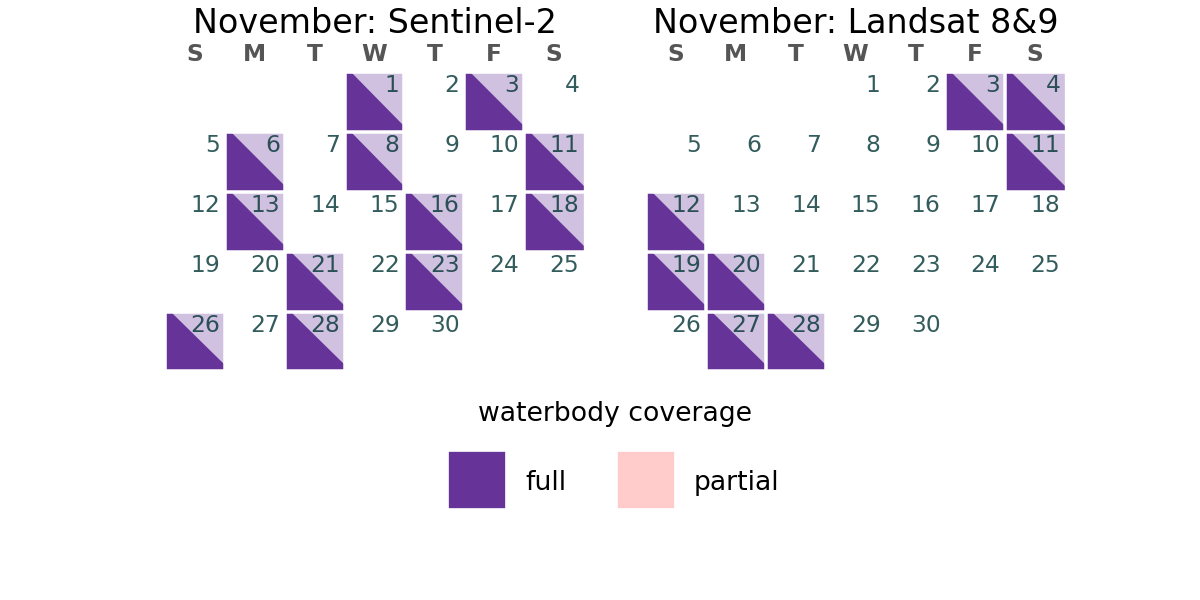 November: Sentinel-2
S M T W T F S
1 2 3 4
5 6 7 8 9 10 11
12 13 14 15 16 17 18
19 20 21 22 23 24 25
26 27 28 29 30
November: Landsat 8&9
S M T W T F S
1 2 3 4
5 6 7 8 9 10 11
12 13 14 15 16 17 18
19 20 21 22 23 24 25
26 27 28 29 30
waterbody coverage
full partial